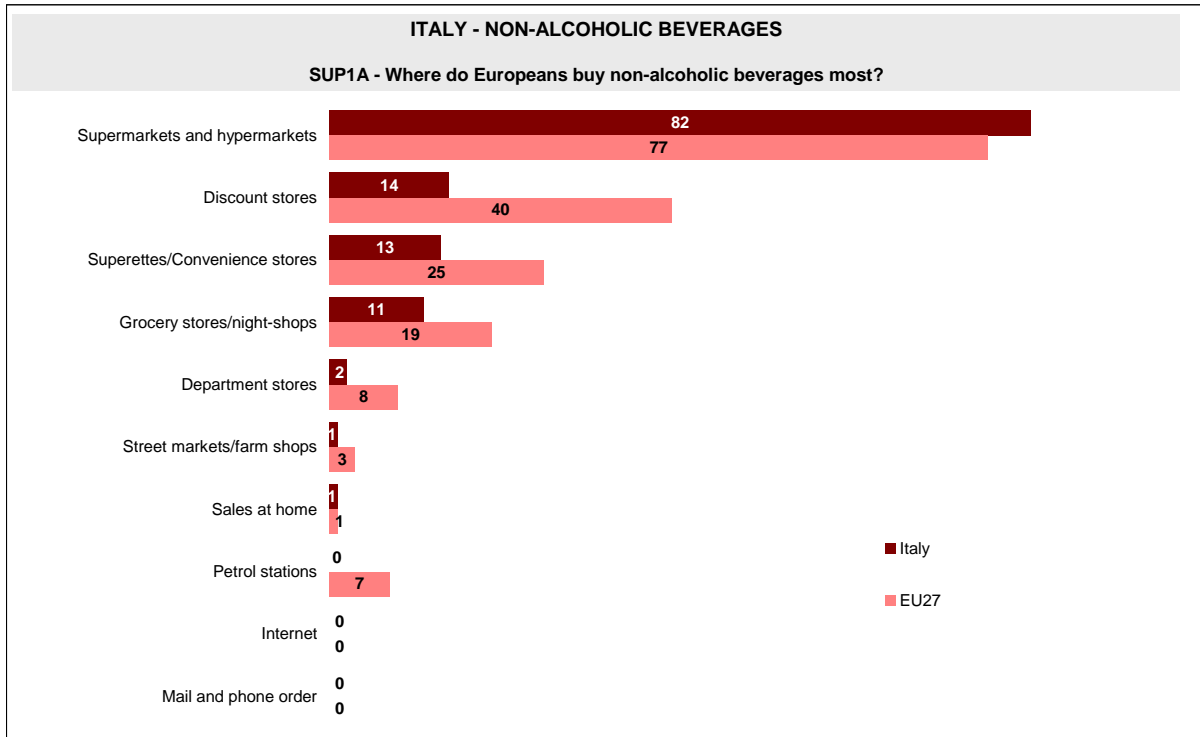 ITALY - NON-ALCOHOLIC BEVERAGES
SUP1A - Where do Europeans buy non-alcoholic beverages most?
Supermarkets and hypermarkets
82
77
Discount stores
14
40
Superettes/Convenience stores
13
25
Grocery stores/night-shops
11
19
Department stores
2
8
Street markets/farm shops
1
3
Sales at home
1
1
Petrol stations
0
7
Internet
0
0
Mail and phone order
0
0
Italy
EU27